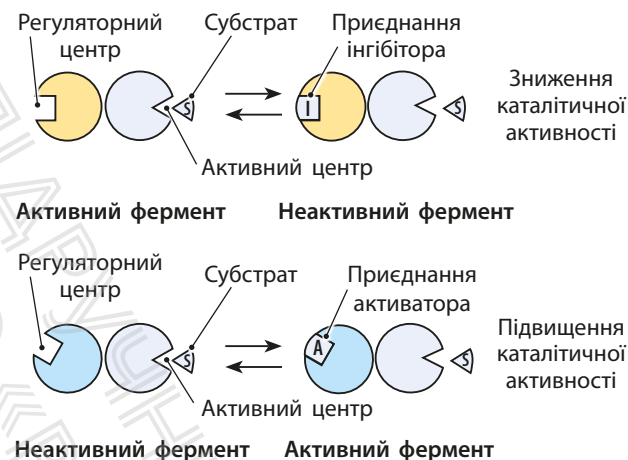 Регуляторний
центр
Субстрат
Приєднання
інгібітора
I
S
S
Зниження
каталітичної
активності
Активний центр
Активний фермент
Неактивний фермент
Регуляторний
центр
Субстрат
Приєднання
активатора
A
S
S
Підвищення
каталітичної
активності
Активний центр
Неактивний фермент
Активний фермент